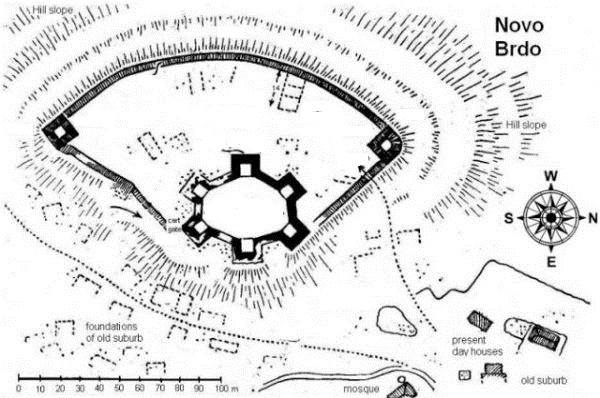 Hill slope
Novo
Brdo
Hill slope
W
S
N
E
cart
gate
foundations
of old suburb
present
day houses
old suburb
mosque
0 10 20 30 40 50 60 70 80 90 100 m